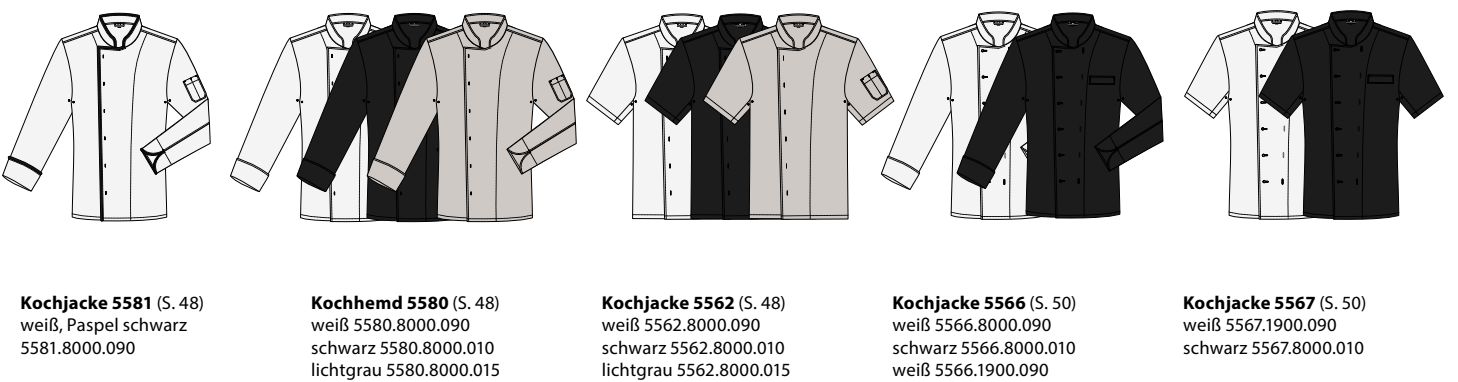 Kochjacke 5581 (S. 48)
weiß, Paspel schwarz
5581.8000.090
Kochhemd 5580 (S. 48)
weiß 5580.8000.090
schwarz 5580.8000.010
lichtgrau 5580.8000.015
Kochjacke 5562 (S. 48)
weiß 5562.8000.090
schwarz 5562.8000.010
lichtgrau 5562.8000.015
Kochjacke 5566 (S. 50)
weiß 5566.8000.090
schwarz 5566.8000.010
weiß 5566.1900.090
Kochjacke 5567 (S. 50)
weiß 5567.1900.090
schwarz 5567.8000.010